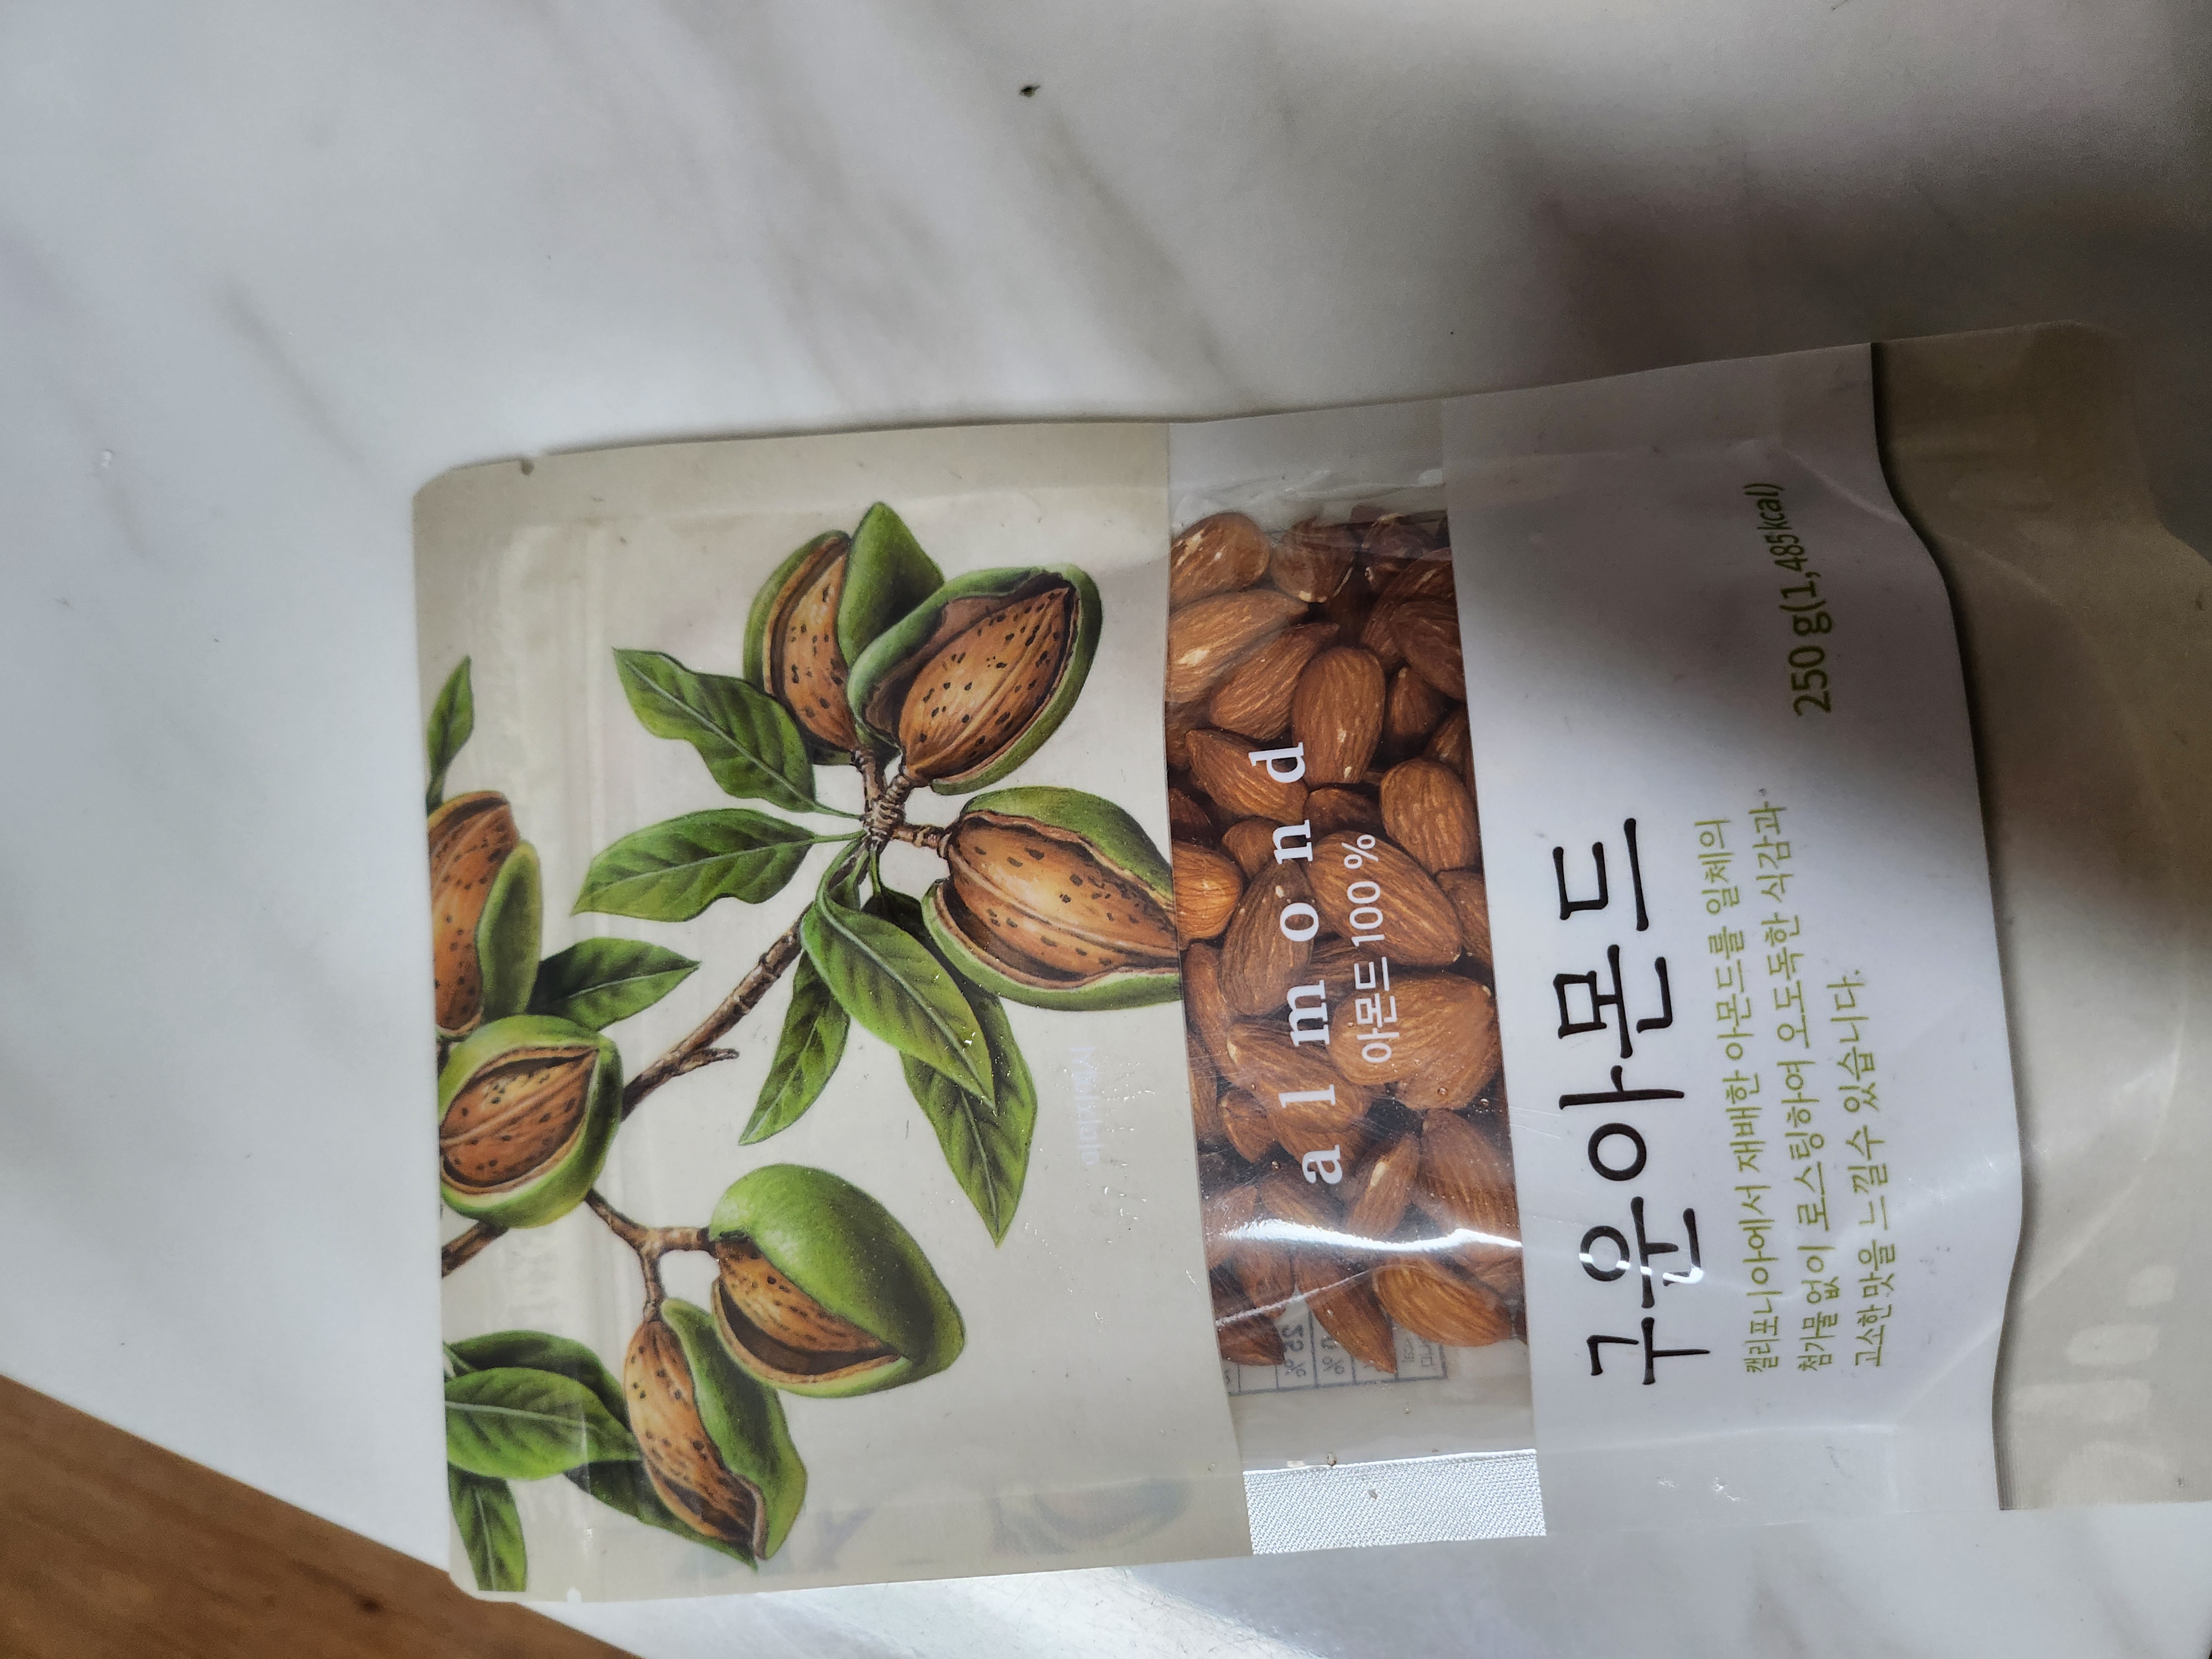 almond
아몬드 100 %
구운아몬드
캘리포니아에서 재배한 아몬드를 일체의
첨가물 없이 로스팅하여 오도독한 식감과
고소한 맛을 느낄수 있습니다.
250 g(1,485kcal)